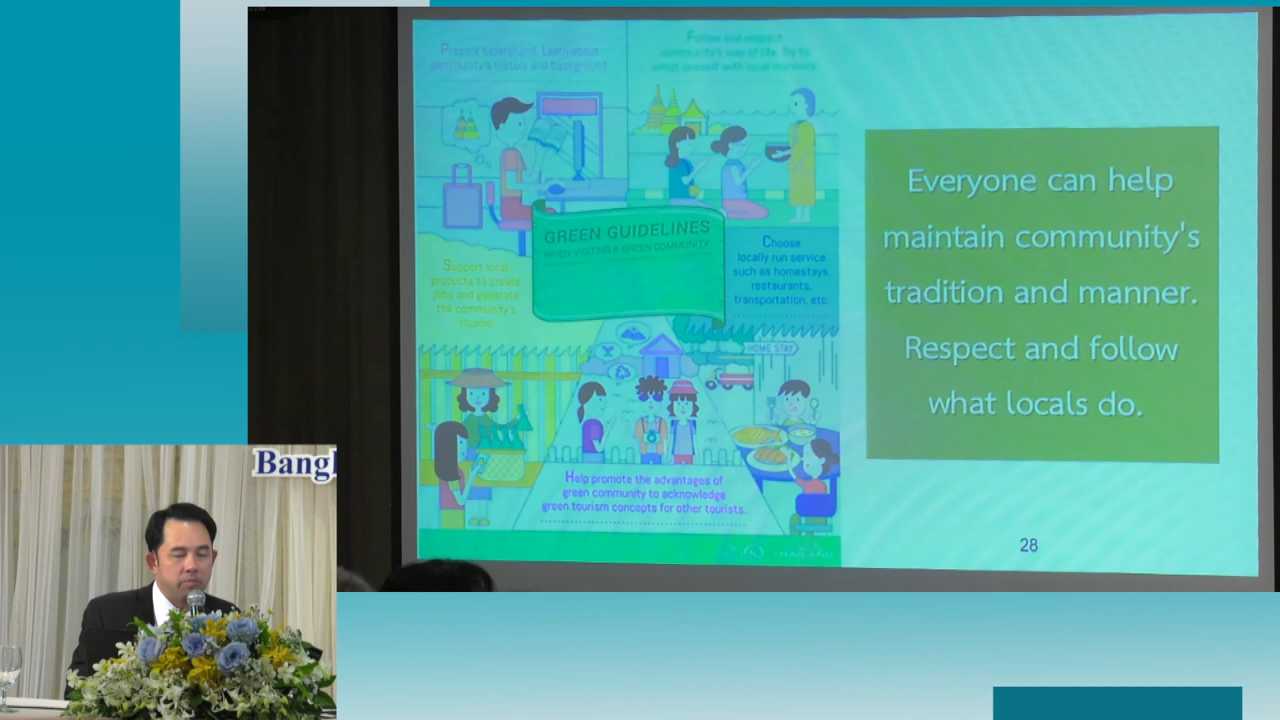 Prepare beforehand. Learn about
community's history and background
Follow and respect
community's way of life. Try to
adapt oneself with local manners.
GREEN GUIDELINES
WHEN VISITING A GREEN COMMUNITY
Support local
products to create
jobs and generate
the community's
income.
Choose
locally run service
such as homestays,
restaurants,
transportation, etc.
HOME STAY
Help promote the advantages of
green community to acknowledge
green tourism concepts for other tourists.
Everyone can help
maintain community's
tradition and manner.
Respect and follow
what locals do.
28
Bangl